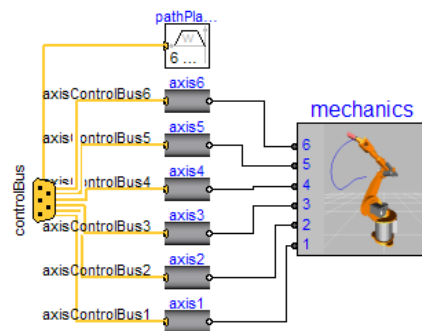 pathPla...
W
6 ...
axisControlBus6
axis6
mechanics
axisControlBus5
axis5
6
5
axisControlBus4
axis4
4
controlBus
axisControlBus3
axis3
3
2
axisControlBus2
axis2
1
axisControlBus1
axis1